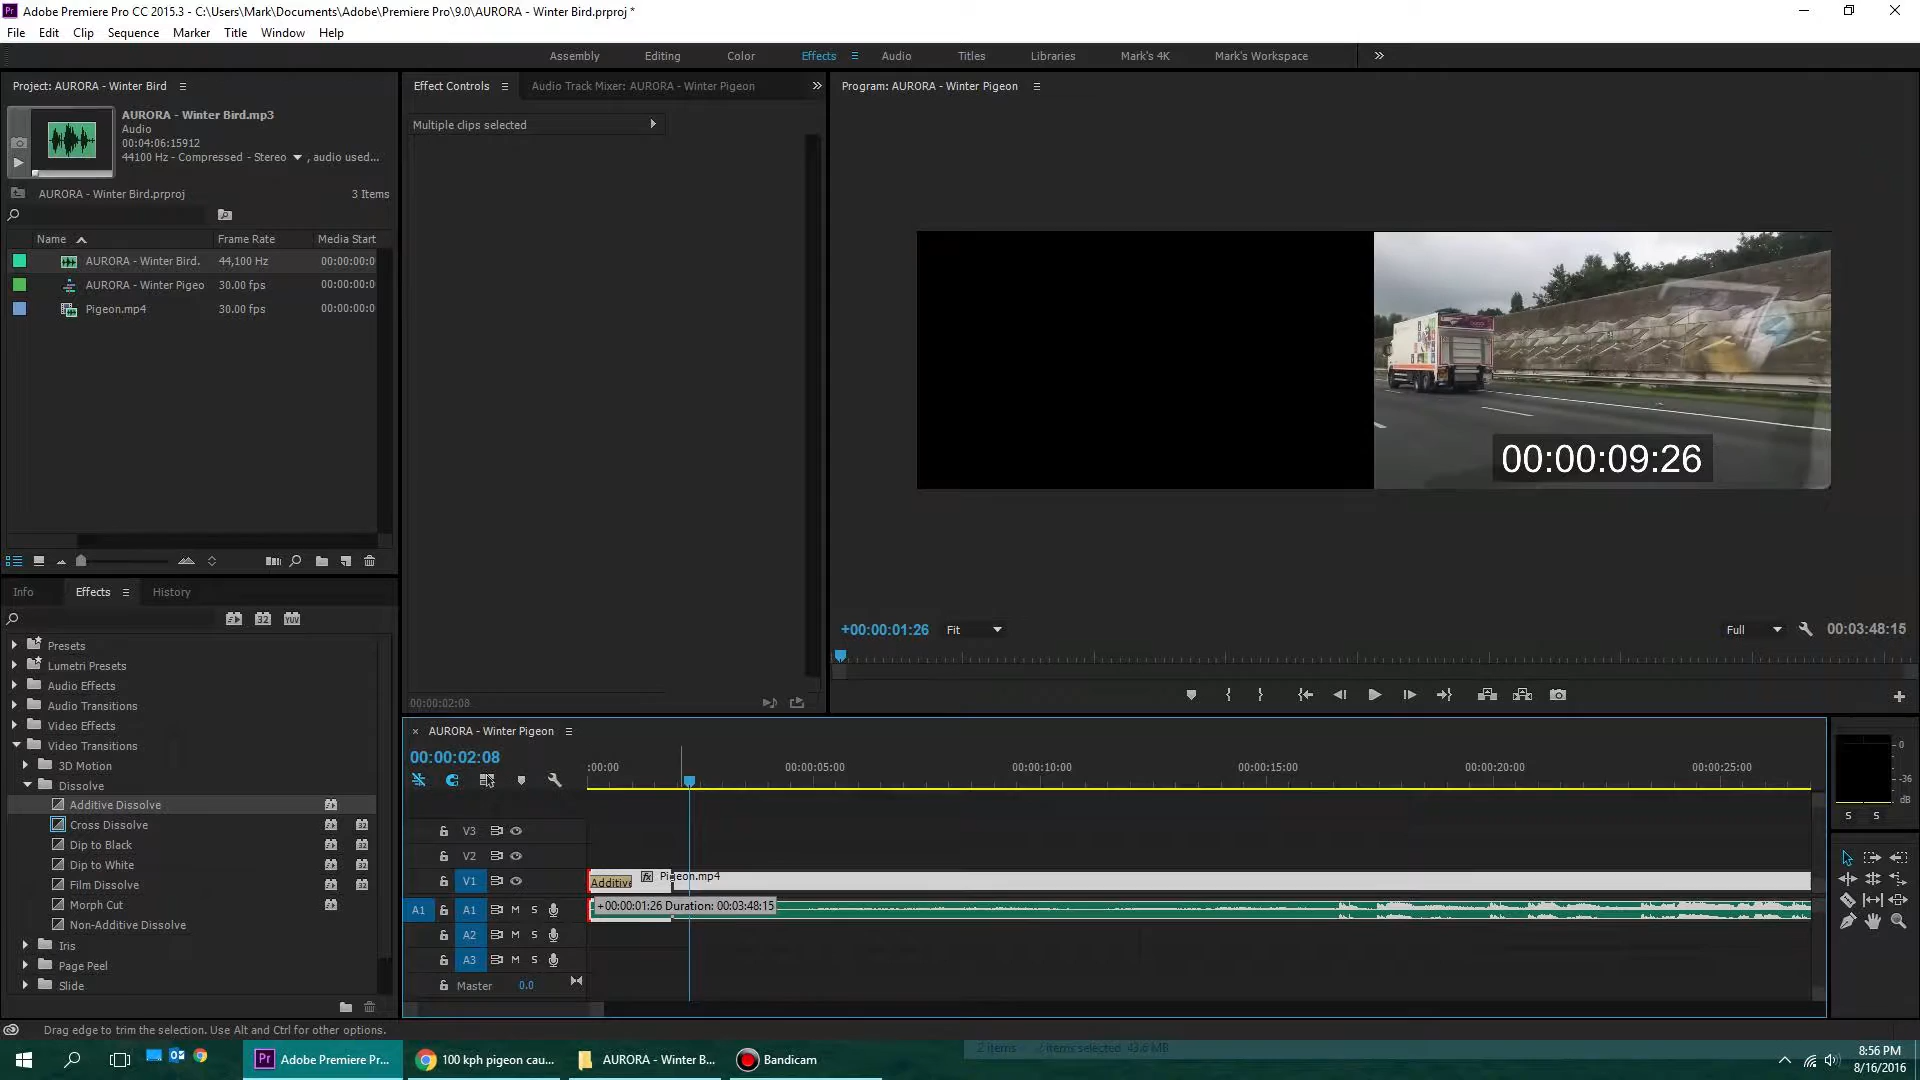 Adobe Premiere Pro CC 2015.3 - C:\Users\Mark\Documents\Adobe\Premiere Pro\9.0\AURORA - Winter Bird.prproj *
File Edit Clip Sequence Marker Title Window Help
Assembly Editing Color Effects Audio Titles Libraries Mark's 4K Mark's Workspace
Project: AURORA - Winter Bird
AURORA - Winter Bird.mp3
Audio
00:04:06:15912
44100 Hz - Compressed - Stereo , audio used...
AURORA - Winter Bird.prproj 3 Items
Name Frame Rate Media Start
AURORA - Winter Bird. 44,100 Hz 00:00:00:0
AURORA - Winter Pigeo 30.00 fps 00:00:00:0
Pigeon.mp4 30.00 fps 00:00:00:0
Effect Controls Audio Track Mixer: AURORA - Winter Pigeon
Multiple clips selected
00:00:02:08
Program: AURORA - Winter Pigeon
00:00:09:26
+00:00:01:26 Fit Full 00:03:48:15
Info Effects History
32 YUV
Presets
Lumetri Presets
Audio Effects
Audio Transitions
Video Effects
Video Transitions
3D Motion
Dissolve
Additive Dissolve
Cross Dissolve
Dip to Black
Dip to White
Film Dissolve
Morph Cut
Non-Additive Dissolve
Iris
Page Peel
Slide
AURORA - Winter Pigeon
00:00:02:08
:00:00 00:00:05:00 00:00:10:00 00:00:15:00 00:00:20:00 00:00:25:00
V3
V2
V1 Additive fx Pigeon.mp4
A1 A1 M S +00:00:01:26 Duration: 00:03:48:15
A2 M S
A3 M S
Master 0.0
0
-36
dB
S S
Drag edge to trim the selection. Use Alt and Ctrl for other options.
2 items 2 items selected 43.6 MB
Adobe Premiere Pr... 100 kph pigeon cau... AURORA - Winter B... Bandicam
8:56 PM
8/16/2016